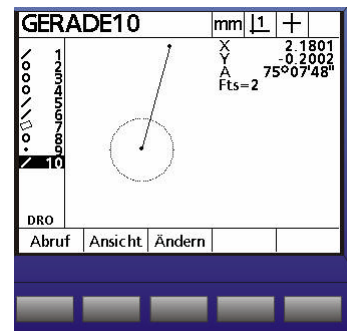 GERADE10 mm 1
X 2.1801
Y -0.2002
A 75°07'48"
Fts=2
1
2
3
4
5
6
7
8
9
10
DRO
Abruf Ansicht Ändern